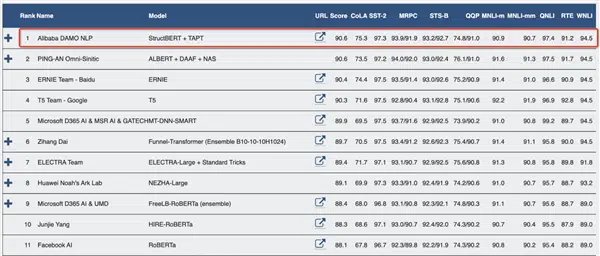 Rank Name Model URL Score CoLA SST-2 MRPC STS-B QQP MNLI-m MNLI-mm QNLI RTE WNLI
1 Alibaba DAMO NLP StructBERT + TAPT 90.6 75.3 97.3 93.9/91.9 93.2/92.7 74.8/91.0 90.9 90.7 97.4 91.2 94.5
2 PING-AN Omni-Sinitic ALBERT + DAAF + NAS 90.6 73.5 97.2 94.0/92.0 93.0/92.4 76.1/91.0 91.6 91.3 97.5 91.7 94.5
3 ERNIE Team - Baidu ERNIE 90.4 74.4 97.5 93.5/91.4 93.0/92.6 75.2/90.9 91.4 91.0 96.6 90.9 94.5
4 T5 Team - Google T5 90.3 71.6 97.5 92.8/90.4 93.1/92.8 75.1/90.6 92.2 91.9 96.9 92.8 94.5
5 Microsoft D365 AI & MSR AI & GATECH MT-DNN-SMART 89.9 69.5 97.5 93.7/91.6 92.9/92.5 73.9/90.2 91.0 90.8 99.2 89.7 94.5
6 Zihang Dai Funnel-Transformer (Ensemble B10-10-10H1024) 89.7 70.5 97.5 93.4/91.2 92.6/92.3 75.4/90.7 91.4 91.1 95.8 90.0 94.5
7 ELECTRA Team ELECTRA-Large + Standard Tricks 89.4 71.7 97.1 93.1/90.7 92.9/92.5 75.6/90.8 91.3 90.8 95.8 89.8 91.8
8 Huawei Noah's Ark Lab NEZHA-Large 89.1 69.9 97.3 93.3/91.0 92.4/91.9 74.2/90.6 91.0 90.7 95.7 88.7 93.2
9 Microsoft D365 AI & UMD FreeLB-RoBERTa (ensemble) 88.4 68.0 96.8 93.1/90.8 92.3/92.1 74.8/90.3 91.1 90.7 95.6 88.7 89.0
10 Junjie Yang HIRE-RoBERTa 88.3 68.6 97.1 93.0/90.7 92.4/92.0 74.3/90.2 90.7 90.4 95.5 87.9 89.0
11 Facebook AI RoBERTa 88.1 67.8 96.7 92.3/89.8 92.2/91.9 74.3/90.2 90.8 90.2 95.4 88.2 89.0